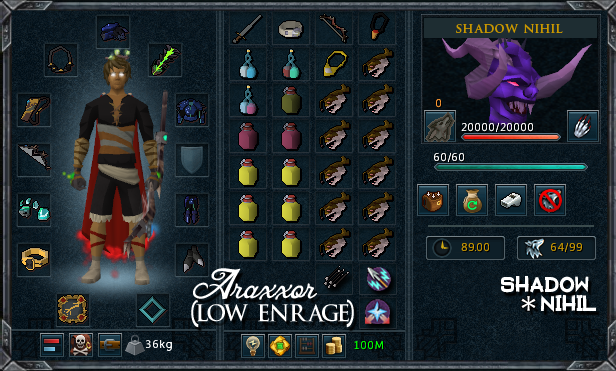 SHADOW NIHIL
0
20000/20000
60/60
89.00
64/99
Araxxor
(LOW ENRAGE)
SHADOW
*NIHIL
36kg
100M